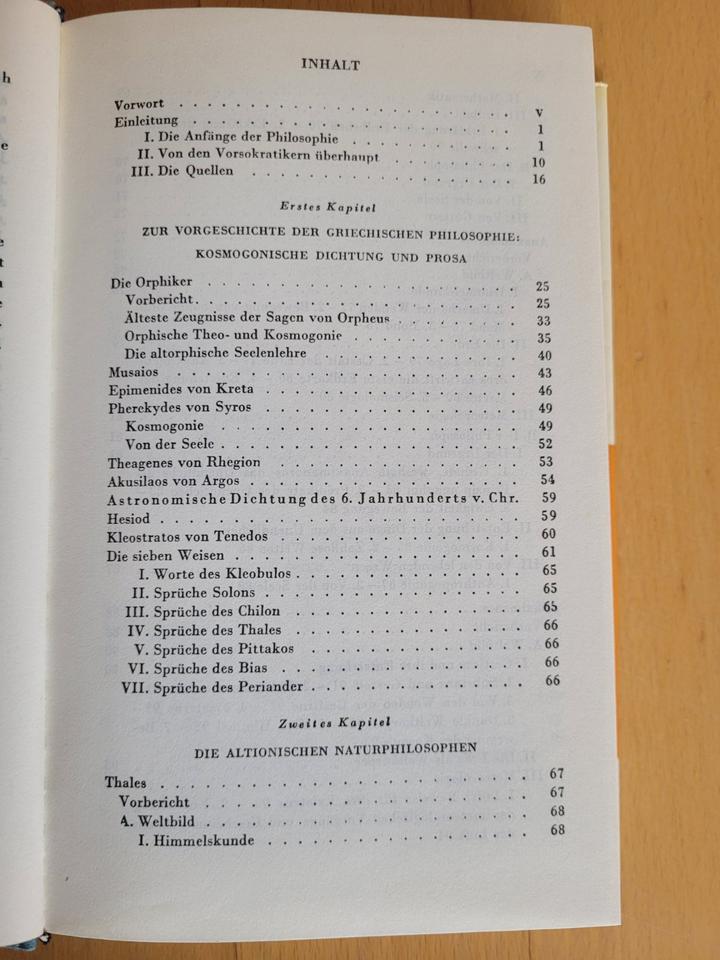 INHALT
Vorwort . . . . . . . . . . . . . . . . . . . . V
Einleitung . . . . . . . . . . . . . . . . . . . 1
I. Die Anfänge der Philosophie . . . . . . . . . . 1
II. Von den Vorsokratikern überhaupt . . . . . . . 10
III. Die Quellen . . . . . . . . . . . . . . . . 16
Erstes Kapitel
ZUR VORGESCHICHTE DER GRIECHISCHEN PHILOSOPHIE:
KOSMOGONISCHE DICHTUNG UND PROSA
Die Orphiker . . . . . . . . . . . . . . . . . . 25
Vorbericht . . . . . . . . . . . . . . . . . . 25
Älteste Zeugnisse der Sagen von Orpheus . . . . . . 33
Orphische Theo- und Kosmogonie . . . . . . . . . . 35
Die altorphische Seelenlehre . . . . . . . . . . . 40
Musaios . . . . . . . . . . . . . . . . . . . . 43
Epimenides von Kreta . . . . . . . . . . . . . . 46
Pherekydes von Syros . . . . . . . . . . . . . . 49
Kosmogonie . . . . . . . . . . . . . . . . . . 49
Von der Seele . . . . . . . . . . . . . . . . . 52
Theagenes von Rhegion . . . . . . . . . . . . . . 53
Akusilaos von Argos . . . . . . . . . . . . . . . 54
Astronomische Dichtung des 6. Jahrhunderts v. Chr. 59
Hesiod . . . . . . . . . . . . . . . . . . . . 59
Kleostratos von Tenedos . . . . . . . . . . . . . 60
Die sieben Weisen . . . . . . . . . . . . . . . . 61
I. Worte des Kleobulos . . . . . . . . . . . . . 65
II. Sprüche Solons . . . . . . . . . . . . . . . 65
III. Sprüche des Chilon . . . . . . . . . . . . . 65
IV. Sprüche des Thales . . . . . . . . . . . . . 66
V. Sprüche des Pittakos . . . . . . . . . . . . 66
VI. Sprüche des Bias . . . . . . . . . . . . . . 66
VII. Sprüche des Periander . . . . . . . . . . . . 66
Zweites Kapitel
DIE ALTIONISCHEN NATURPHILOSOPHEN
Thales . . . . . . . . . . . . . . . . . . . . 67
Vorbericht . . . . . . . . . . . . . . . . . . 67
A. Weltbild . . . . . . . . . . . . . . . . . . 68
I. Himmelskunde . . . . . . . . . . . . . . . . 68